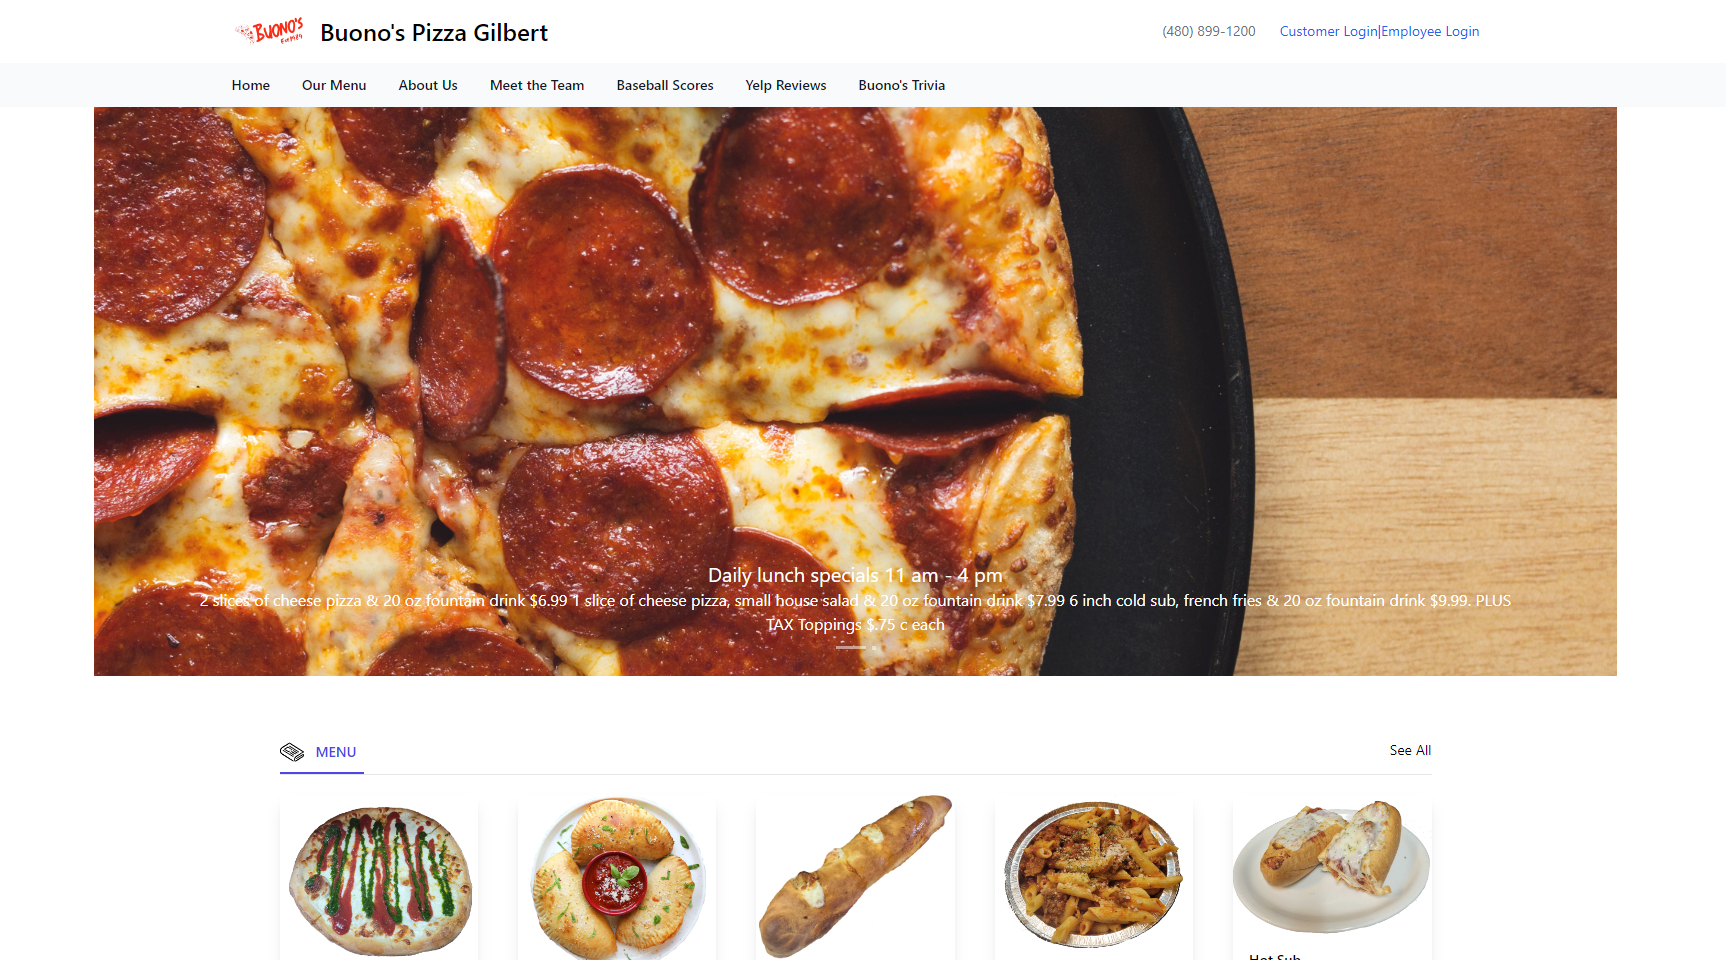 BUONO'S
Est 1984
Buono's Pizza Gilbert
(480) 899-1200
Customer Login|Employee Login
Home
Our Menu
About Us
Meet the Team
Baseball Scores
Yelp Reviews
Buono's Trivia
Daily lunch specials 11 am - 4 pm
2 slices of cheese pizza & 20 oz fountain drink $6.99 1 slice of cheese pizza, small house salad & 20 oz fountain drink $7.99 6 inch cold sub, french fries & 20 oz fountain drink $9.99. PLUS
TAX Toppings $.75 c each
MENU
See All
Hot Sub